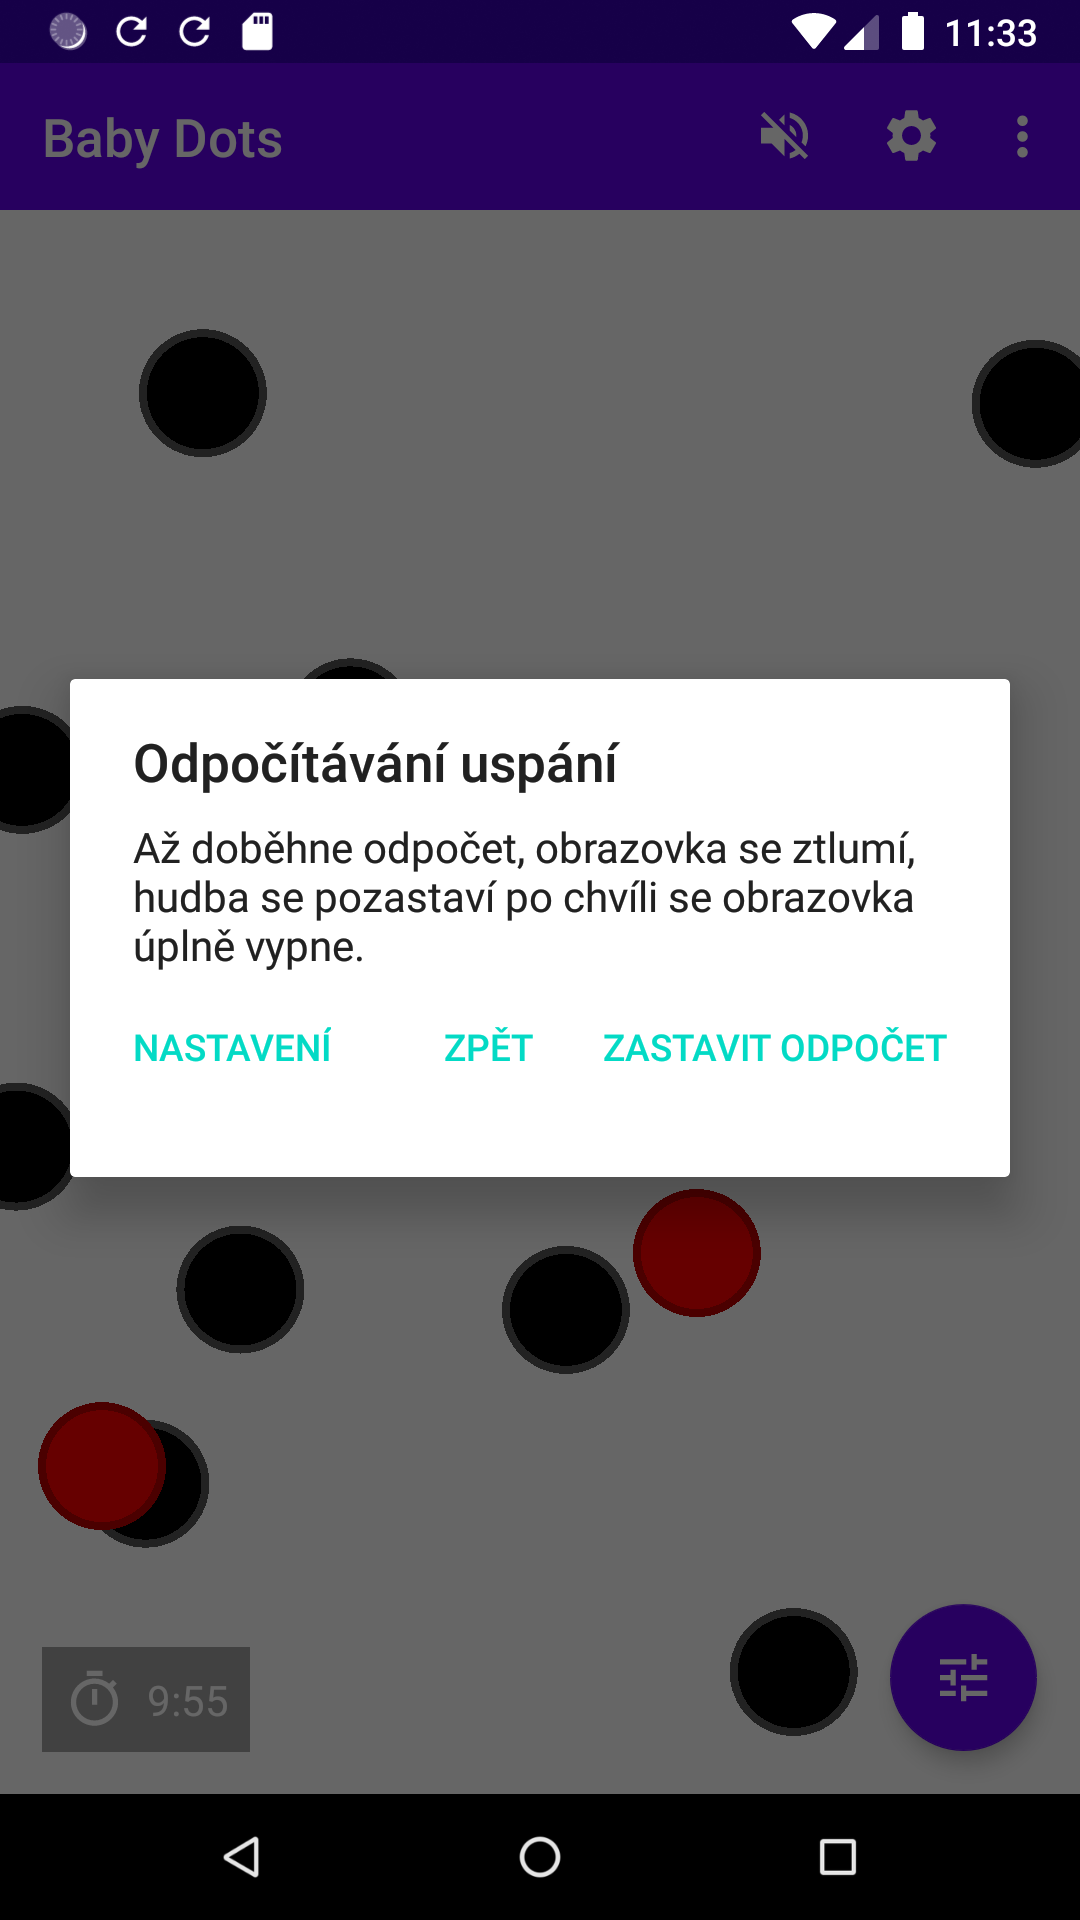 11:33
Baby Dots
Odpočítávání uspání
Až doběhne odpočet, obrazovka se ztlumí,
hudba se pozastaví po chvíli se obrazovka
úplně vypne.
NASTAVENÍ ZPĚT ZASTAVIT ODPOČET
9:55